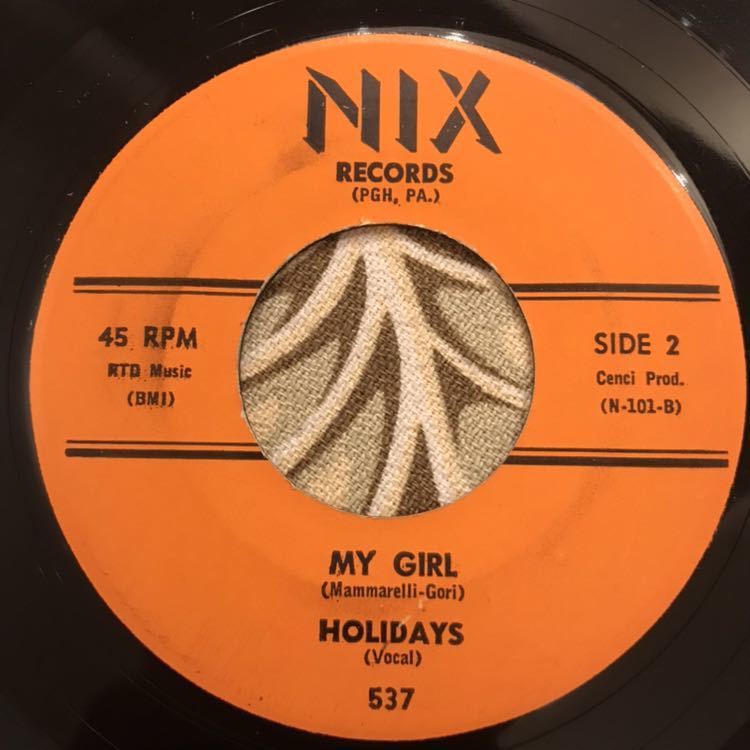 NIX
RECORDS
(PGH, PA.)
45 RPM
RTD Music
(BMI)
SIDE 2
Cenci Prod.
(N-101-B)
MY GIRL
(Mammarelli-Gori)
HOLIDAYS
(Vocal)
537